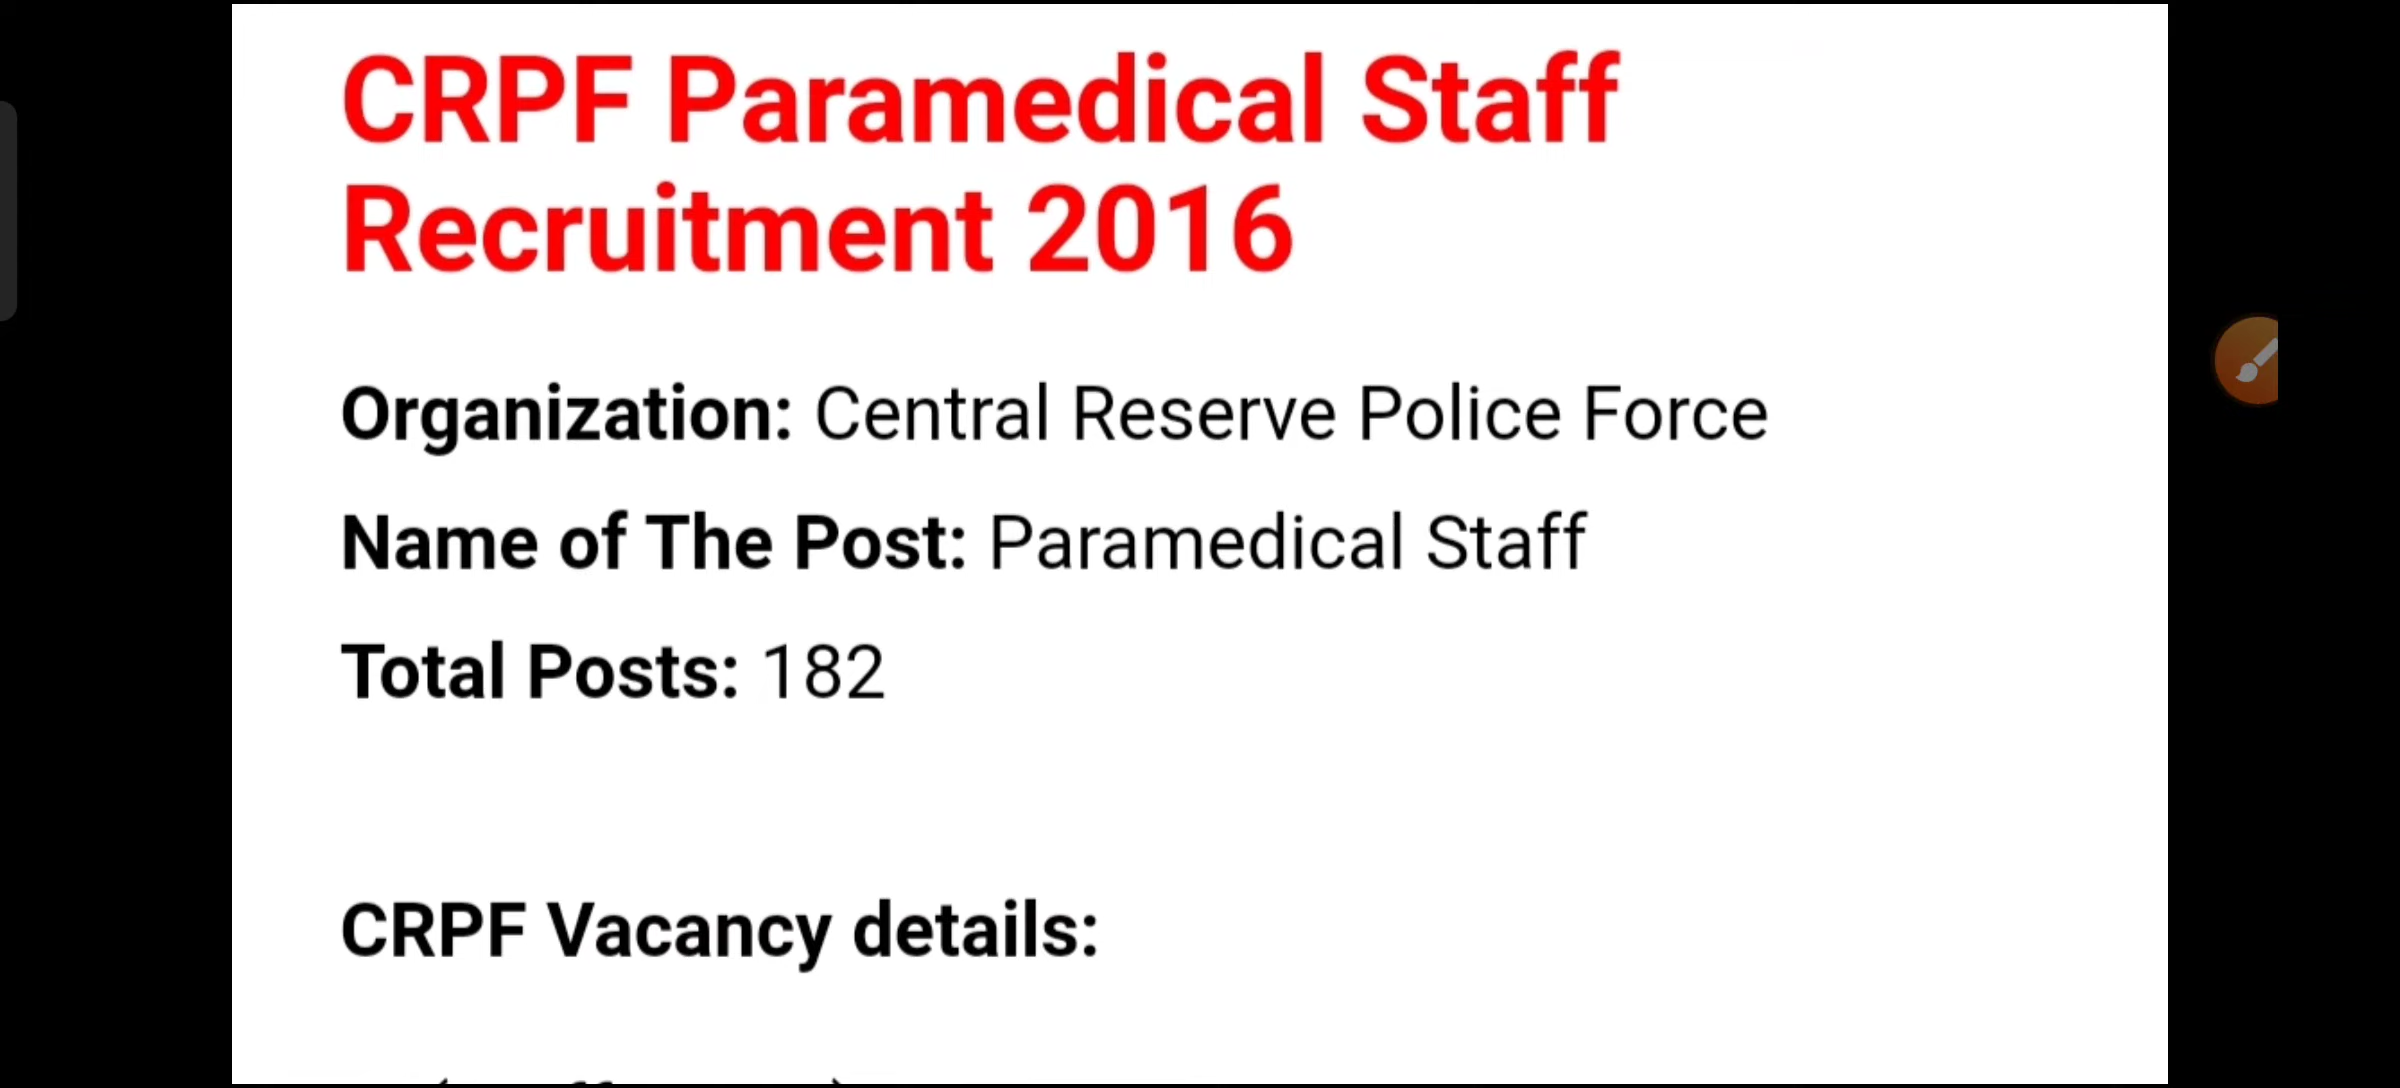 CRPF Paramedical Staff
Recruitment 2016
Organization: Central Reserve Police Force
Name of The Post: Paramedical Staff
Total Posts: 182
CRPF Vacancy details: